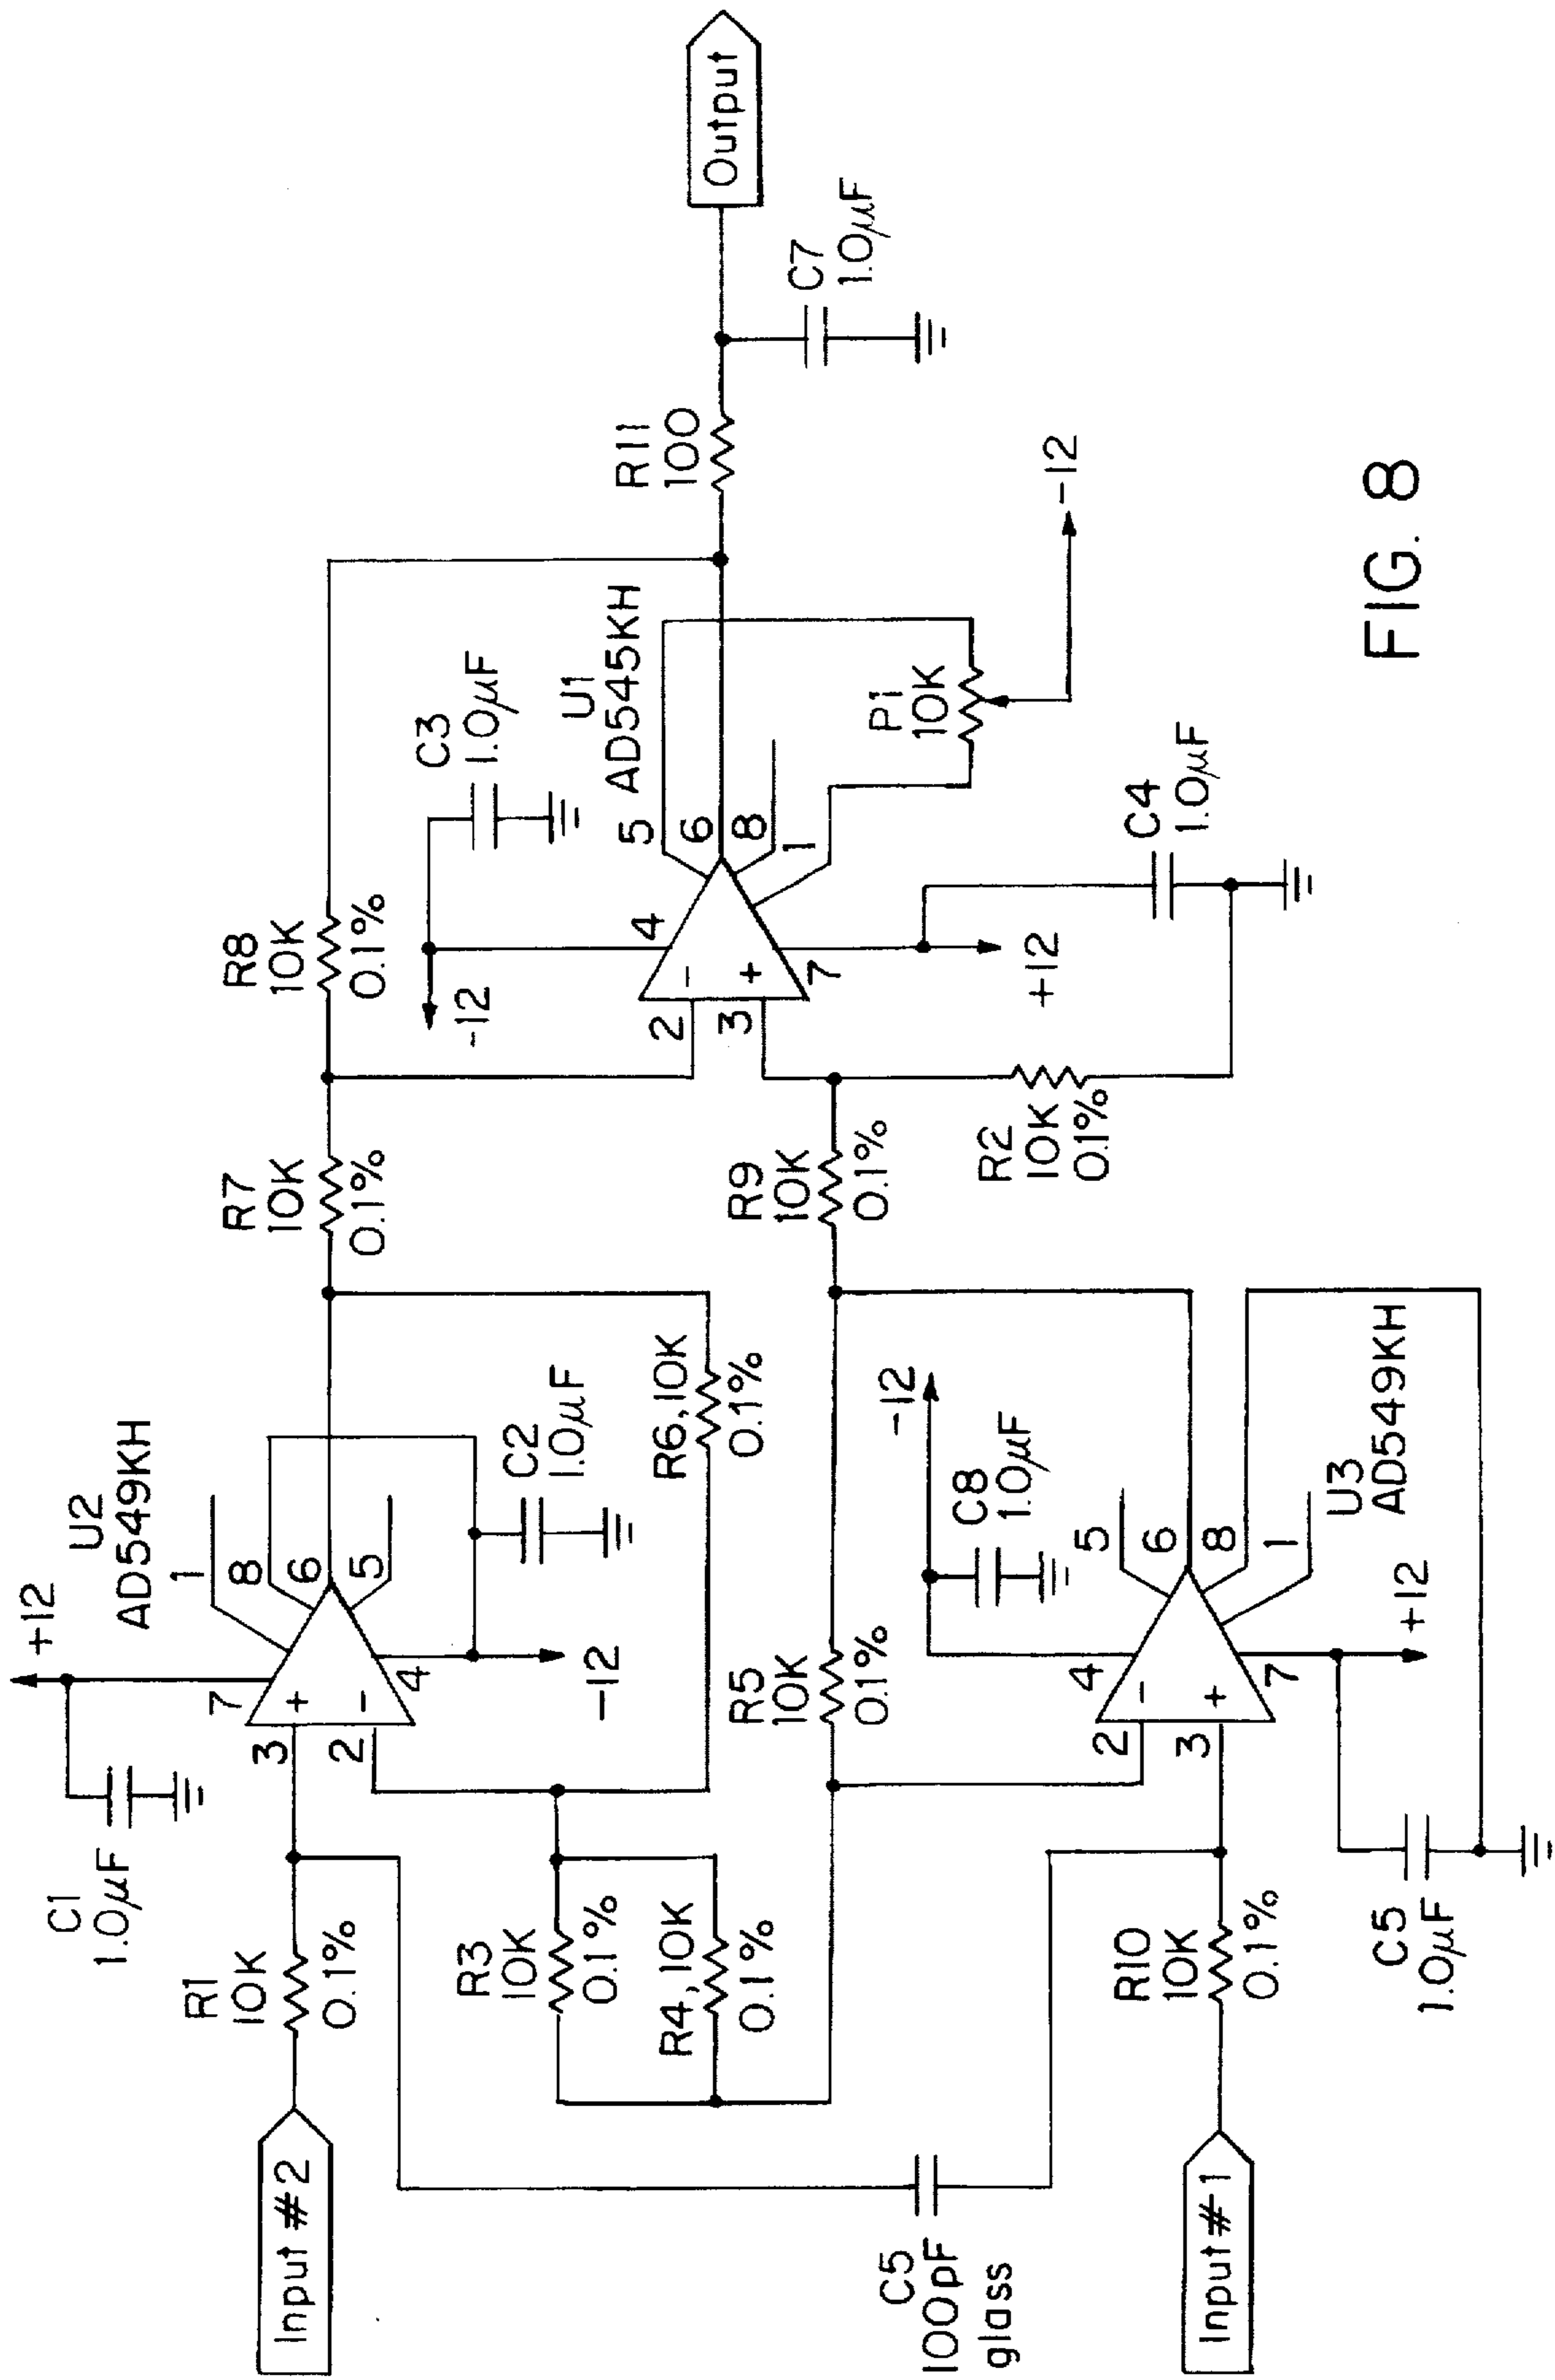 +12
C1
1.0µF
U2
AD549KH
7
1
8
6
5
4
3
2
+
-
Input #2
R1
10K
0.1%
-12
C2
1.0µF
R6,10K
0.1%
R3
10K
0.1%
R4,10K
0.1%
R7
10K
0.1%
R8
10K
0.1%
-12
C3
1.0µF
U1
AD545KH
2
3
4
5
6
8
1
7
-
+
R11
100
Output
C7
1.0µF
P1
10K
-12
+12
C4
1.0µF
R9
10K
0.1%
R2
10K
0.1%
R5
10K
0.1%
-12
C8
1.0µF
C5
100pF
glass
Input #1
R10
10K
0.1%
2
3
4
5
6
8
1
7
-
+
U3
AD549KH
+12
C5
1.0µF
FIG. 8